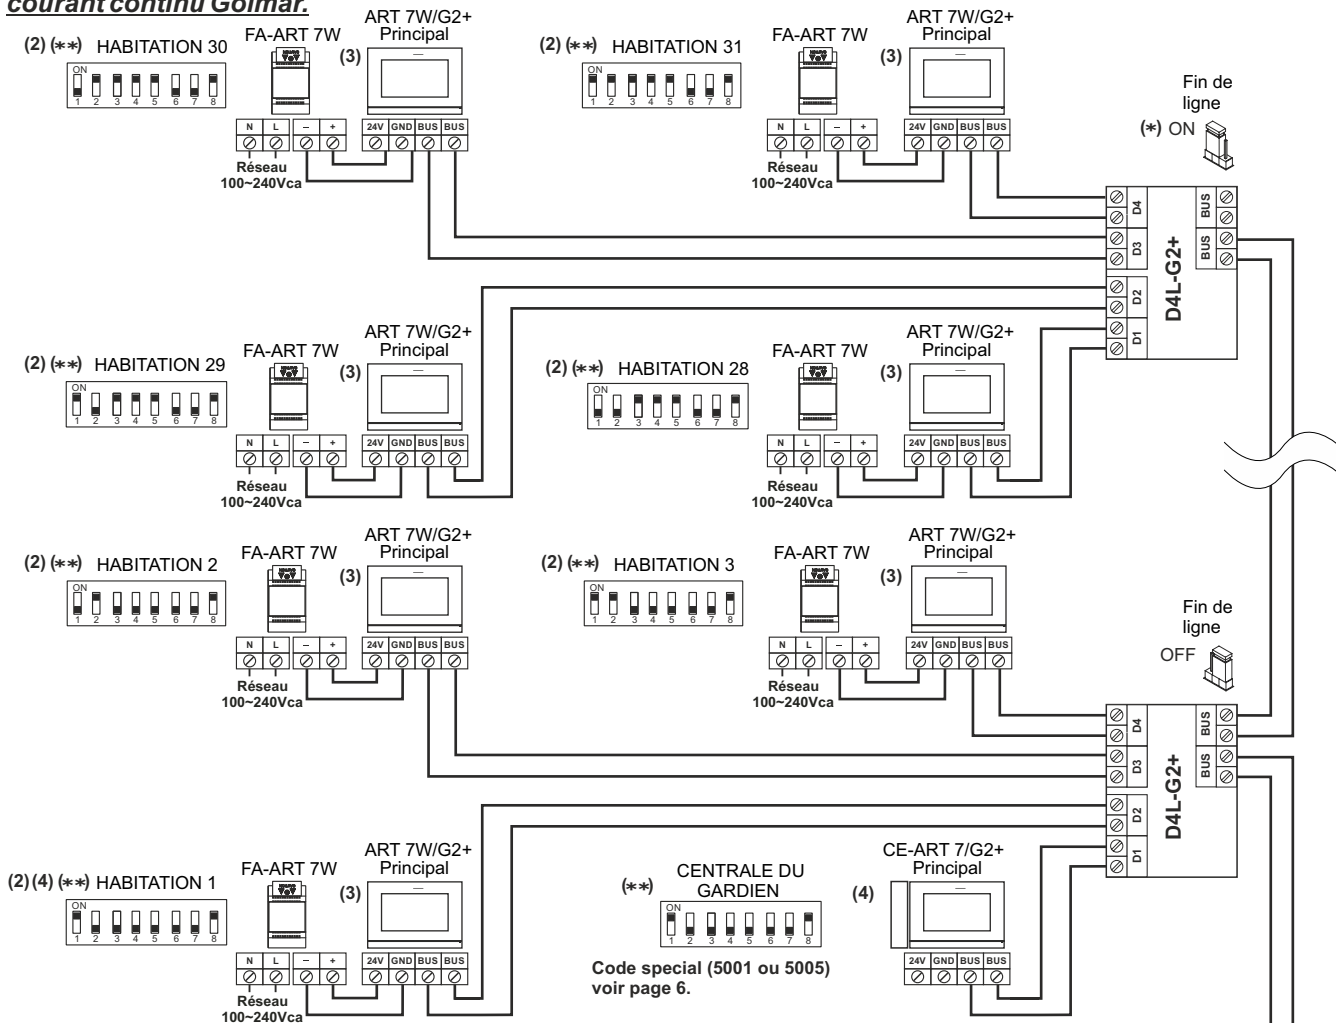 courant continu Golmar.
(2) (**) HABITATION 30
ON
1 2 3 4 5 6 7 8
FA-ART 7W
(3)
ART 7W/G2+
Principal
N L – +
24V GND BUS BUS
Réseau
100~240Vca
(2) (**) HABITATION 31
ON
1 2 3 4 5 6 7 8
FA-ART 7W
(3)
ART 7W/G2+
Principal
N L – +
24V GND BUS BUS
Réseau
100~240Vca
Fin de
ligne
(*) ON
D4
D3
D2
D1
D4L-G2+
BUS
BUS
(2) (**) HABITATION 29
ON
1 2 3 4 5 6 7 8
FA-ART 7W
(3)
ART 7W/G2+
Principal
N L – +
24V GND BUS BUS
Réseau
100~240Vca
(2) (**) HABITATION 28
ON
1 2 3 4 5 6 7 8
FA-ART 7W
(3)
ART 7W/G2+
Principal
N L – +
24V GND BUS BUS
Réseau
100~240Vca
(2) (**) HABITATION 2
ON
1 2 3 4 5 6 7 8
FA-ART 7W
(3)
ART 7W/G2+
Principal
N L – +
24V GND BUS BUS
Réseau
100~240Vca
(2) (**) HABITATION 3
ON
1 2 3 4 5 6 7 8
FA-ART 7W
(3)
ART 7W/G2+
Principal
N L – +
24V GND BUS BUS
Réseau
100~240Vca
Fin de
ligne
OFF
D4
D3
D2
D1
D4L-G2+
BUS
BUS
(2) (4) (**) HABITATION 1
ON
1 2 3 4 5 6 7 8
FA-ART 7W
(3)
ART 7W/G2+
Principal
N L – +
24V GND BUS BUS
Réseau
100~240Vca
(**)
CENTRALE DU
GARDIEN
ON
1 2 3 4 5 6 7 8
Code special (5001 ou 5005)
voir page 6.
(4)
CE-ART 7/G2+
Principal
24V GND BUS BUS